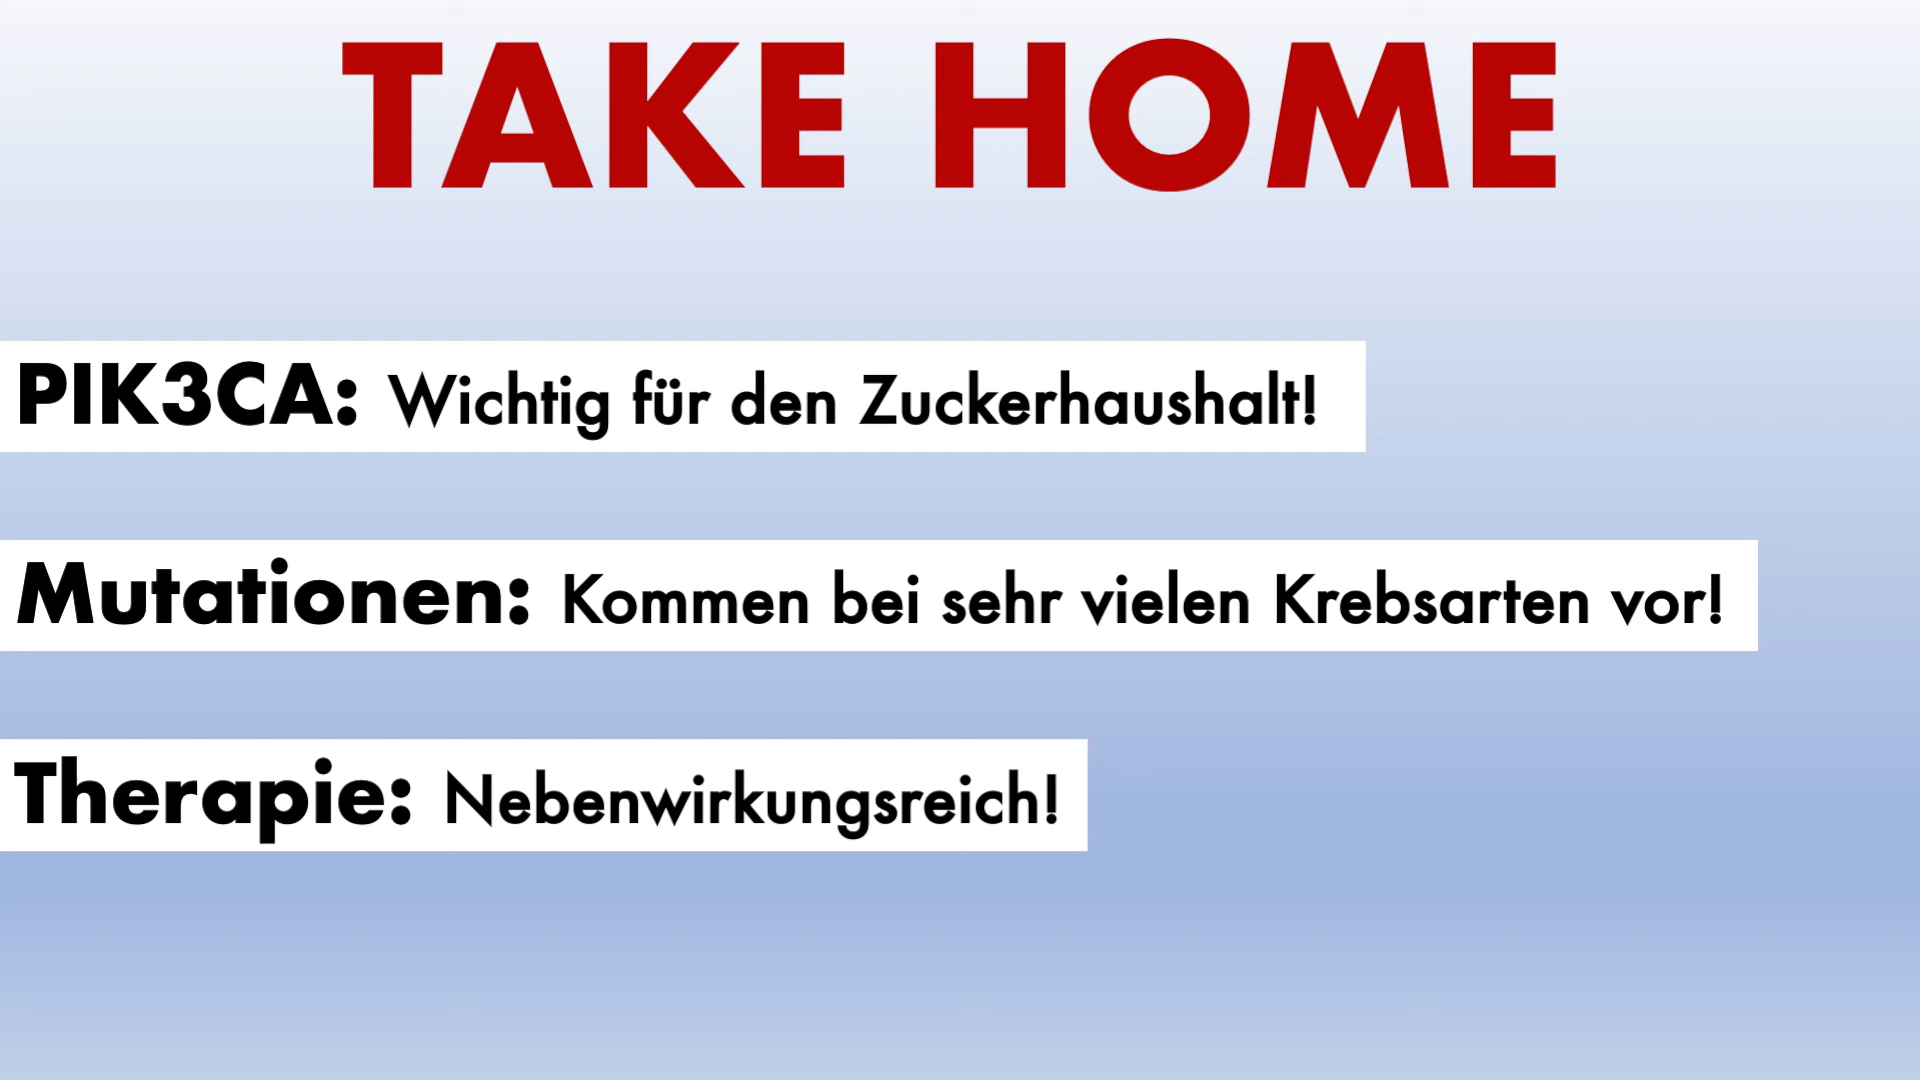 TAKE HOME
PIK3CA: Wichtig für den Zuckerhaushalt!
Mutationen: Kommen bei sehr vielen Krebsarten vor!
Therapie: Nebenwirkungsreich!